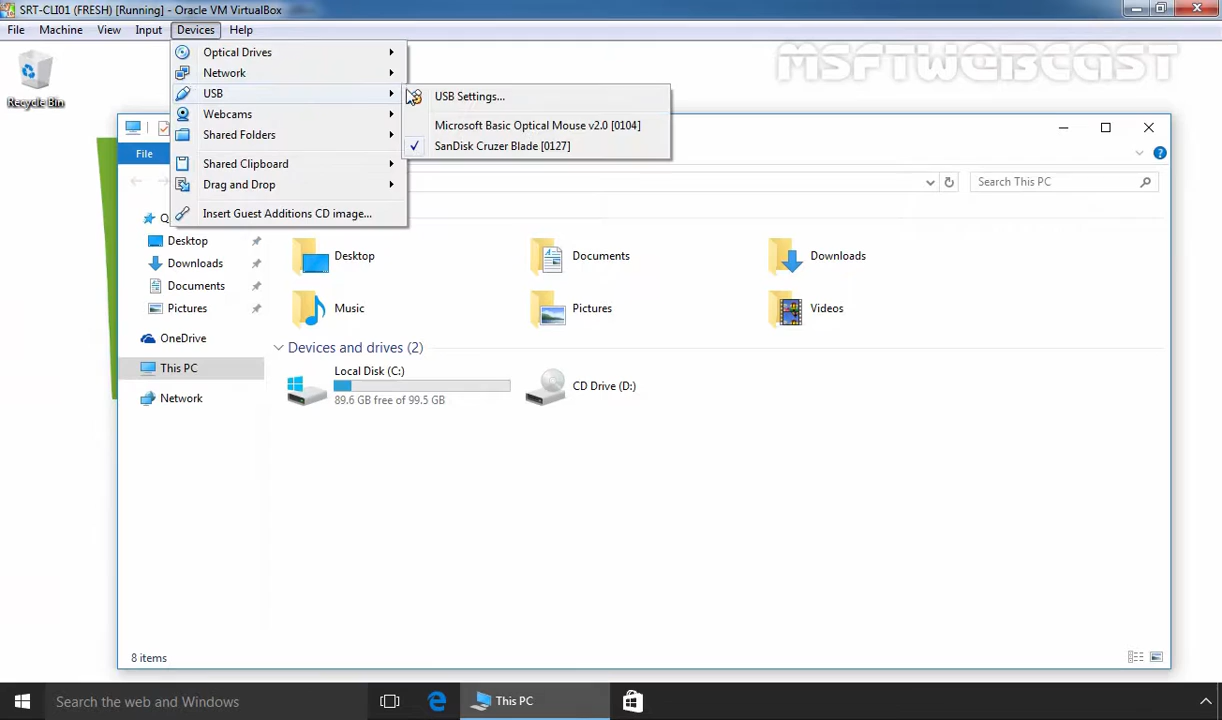 SRT-CLI01 (FRESH) [Running] - Oracle VM VirtualBox
File Machine View Input Devices Help
Optical Drives
Network
USB
Webcams
Shared Folders
Shared Clipboard
Drag and Drop
Insert Guest Additions CD image...
USB Settings...
Microsoft Basic Optical Mouse v2.0 [0104]
SanDisk Cruzer Blade [0127]
MSFTWEBCAST
Recycle Bin
File
Search This PC
Q
Desktop
Downloads
Documents
Pictures
OneDrive
This PC
Network
Desktop Documents Downloads
Music Pictures Videos
Devices and drives (2)
Local Disk (C:)
89.6 GB free of 99.5 GB
CD Drive (D:)
8 items
Search the web and Windows
This PC